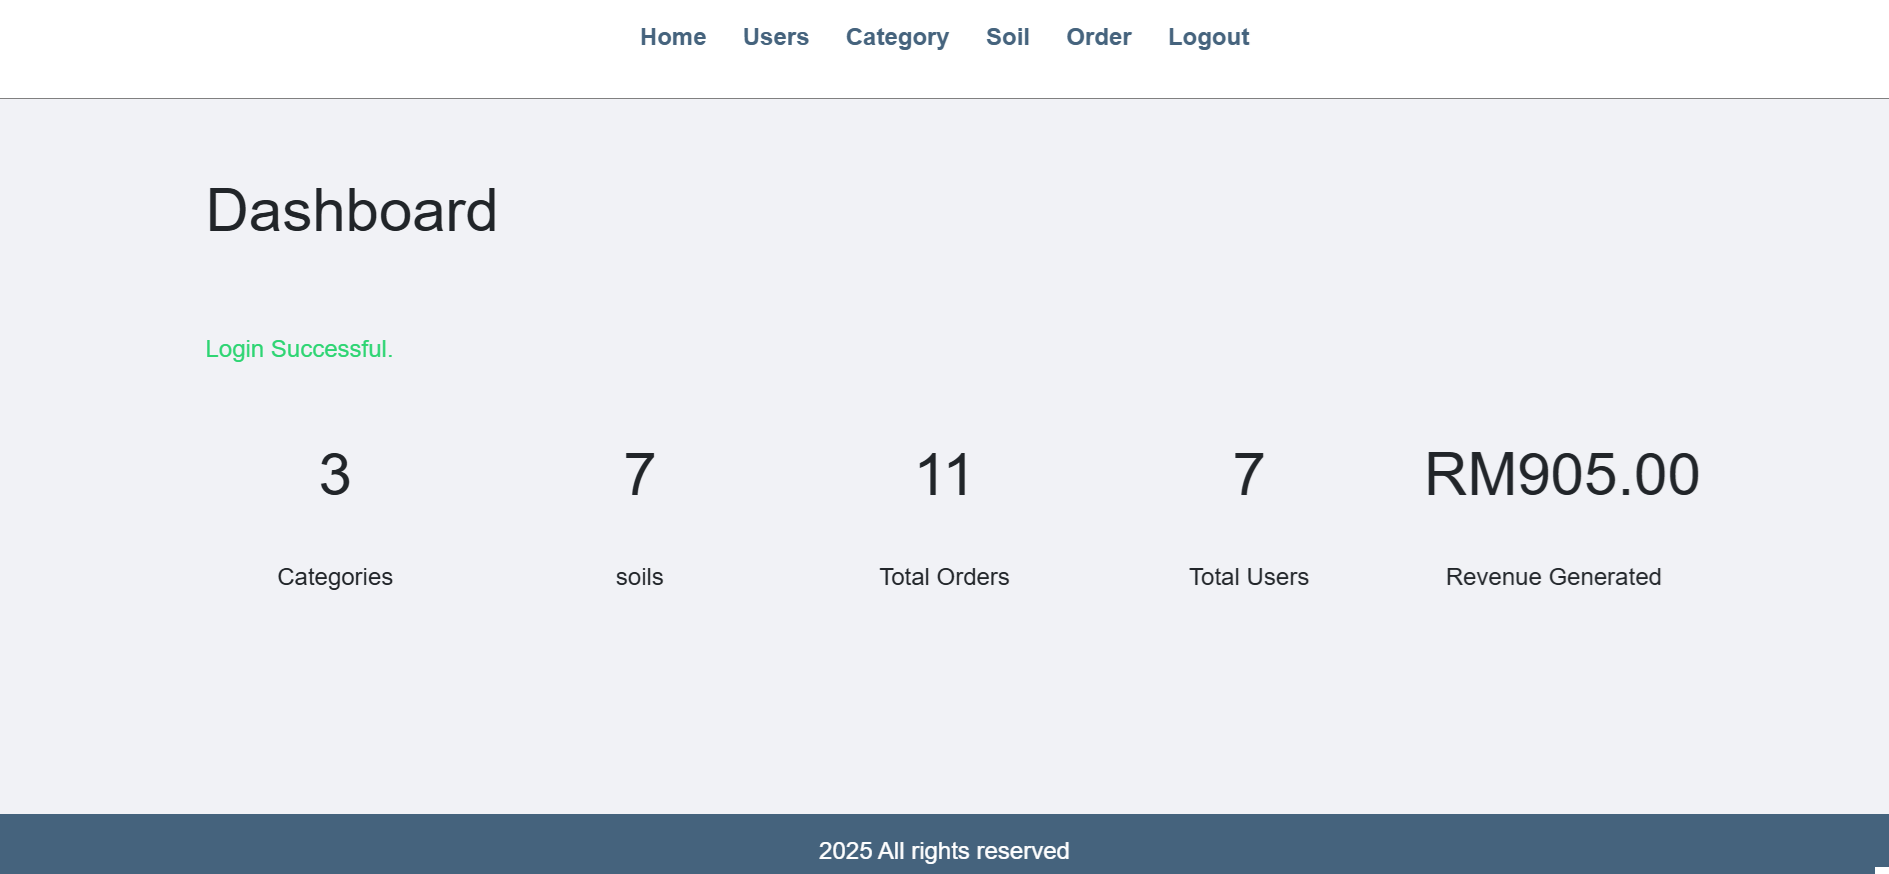 Home Users Category Soil Order Logout
Dashboard
Login Successful.
3 7 11 7 RM905.00
Categories soils Total Orders Total Users Revenue Generated
2025 All rights reserved